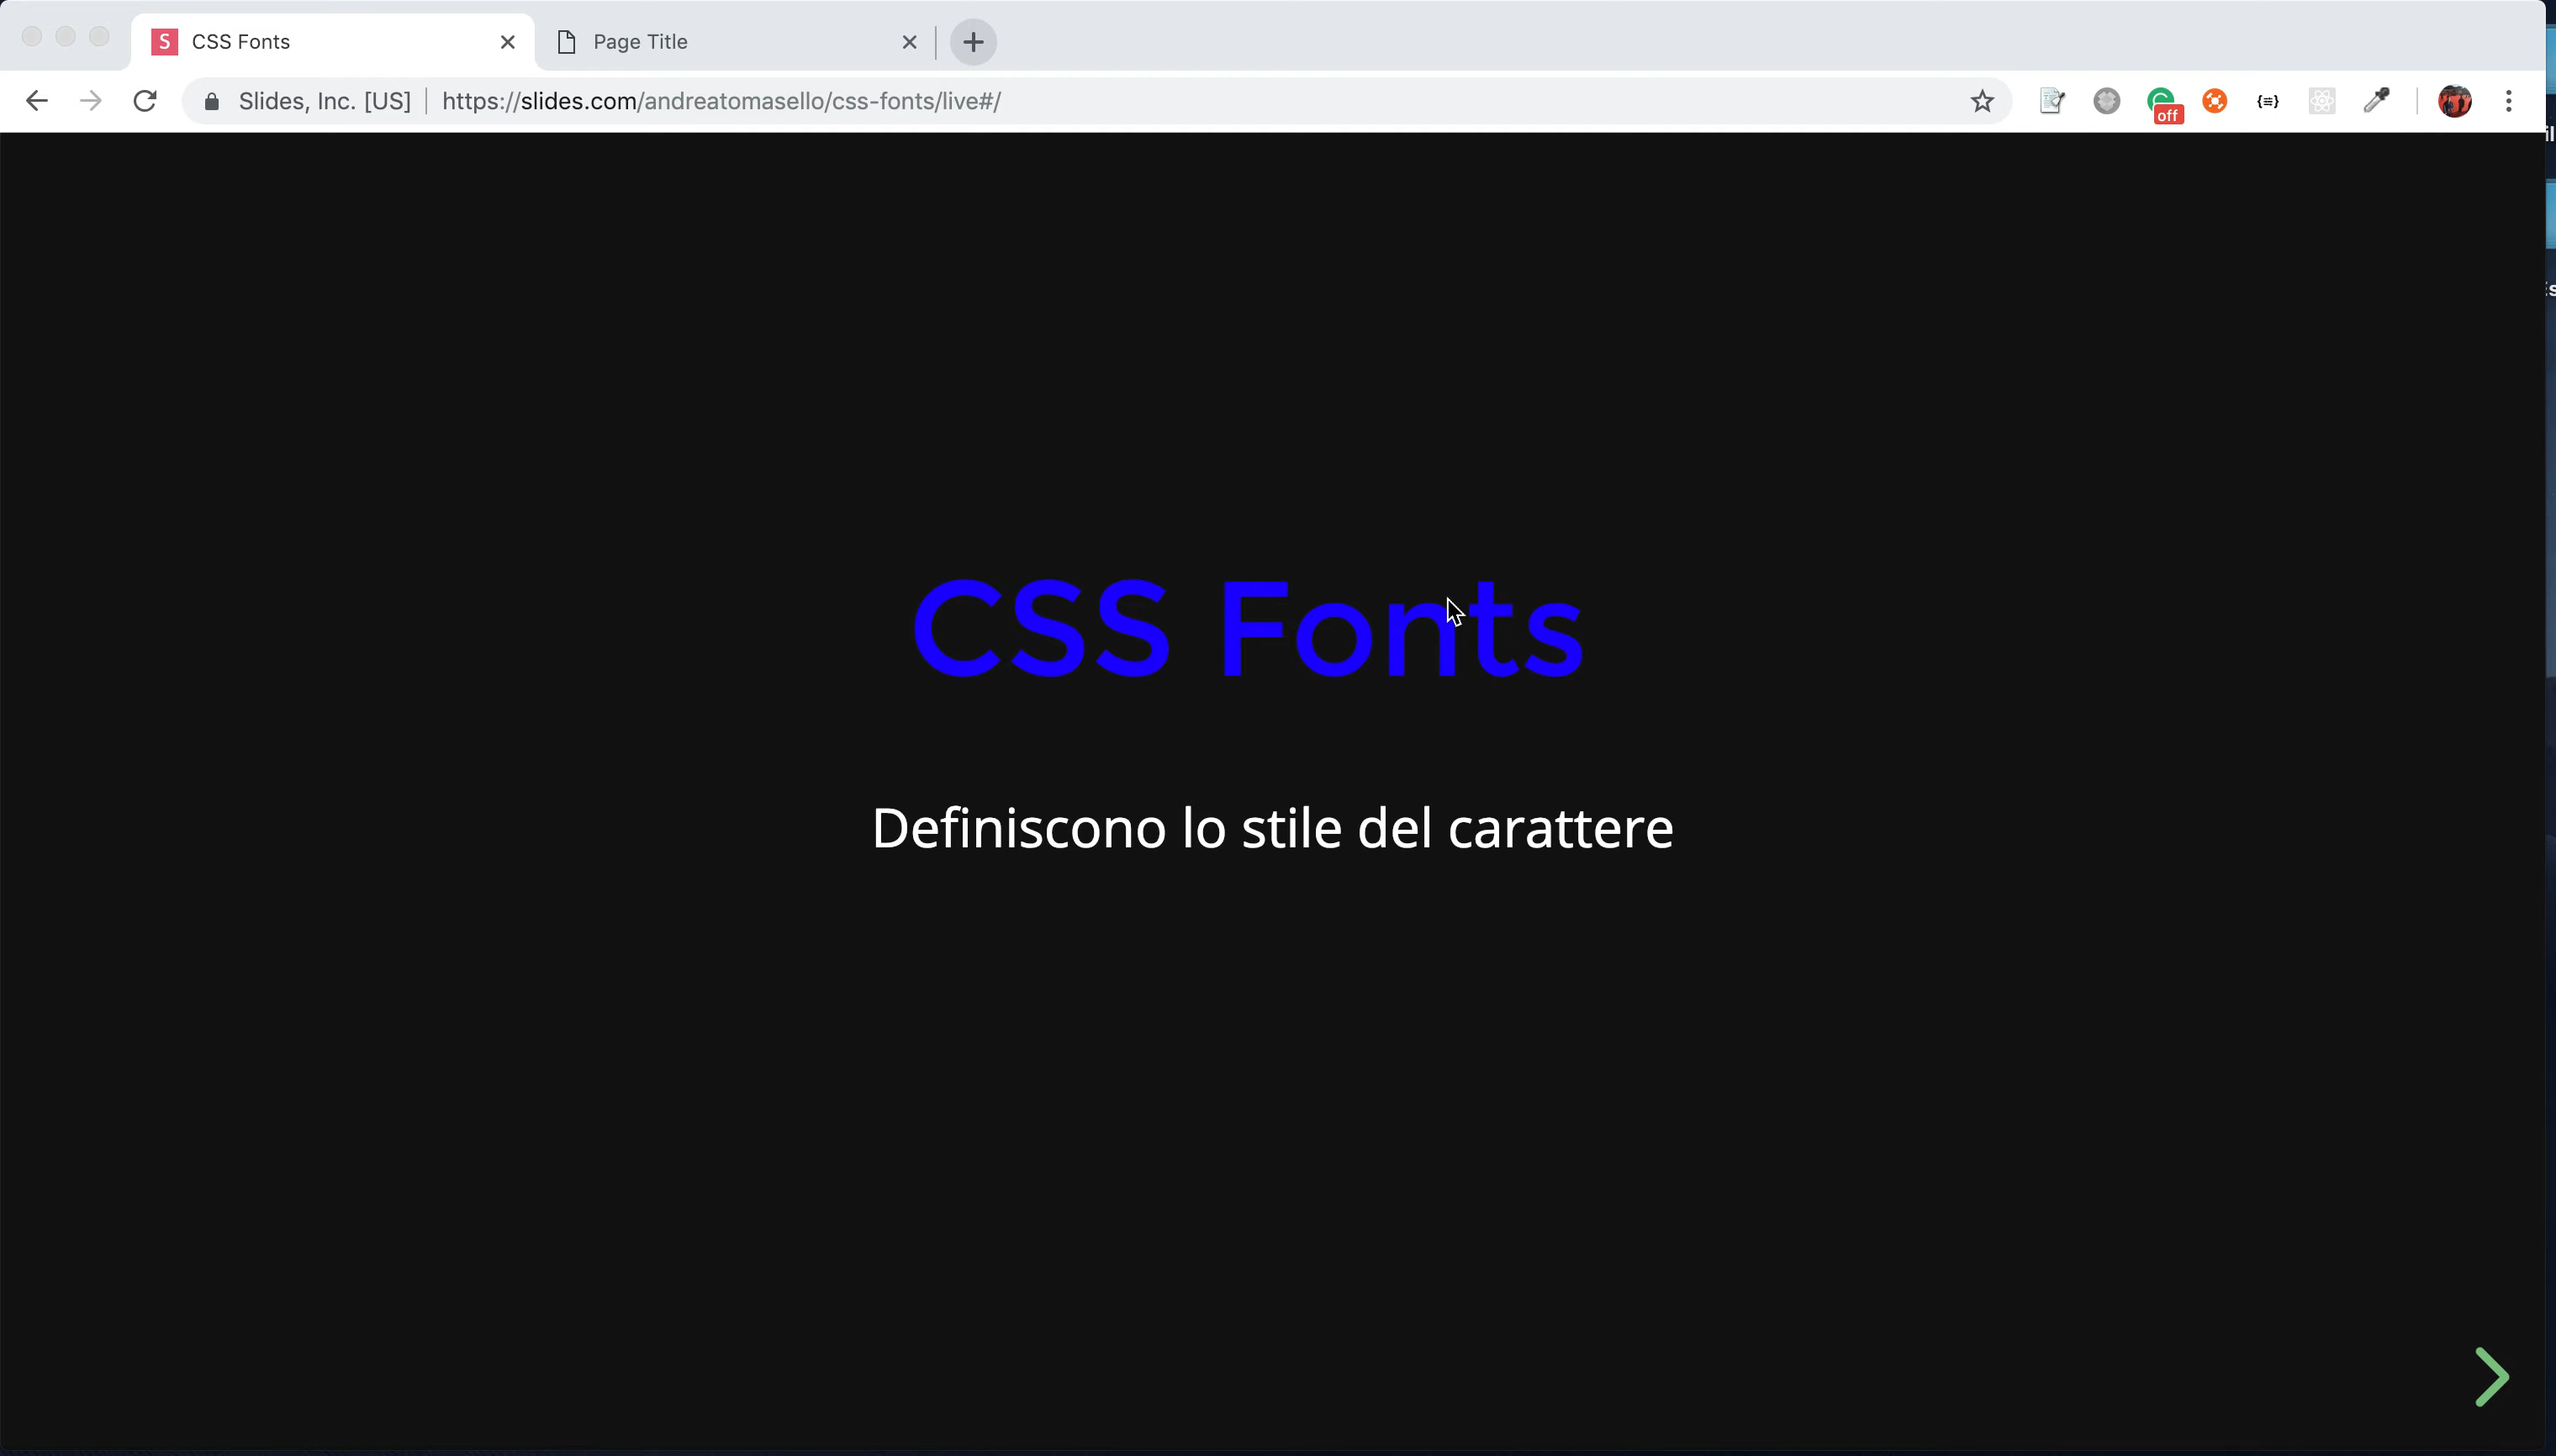 S CSS Fonts
Page Title
Slides, Inc. [US] https://slides.com/andreatomasello/css-fonts/live#/
off
CSS Fonts
Definiscono lo stile del carattere